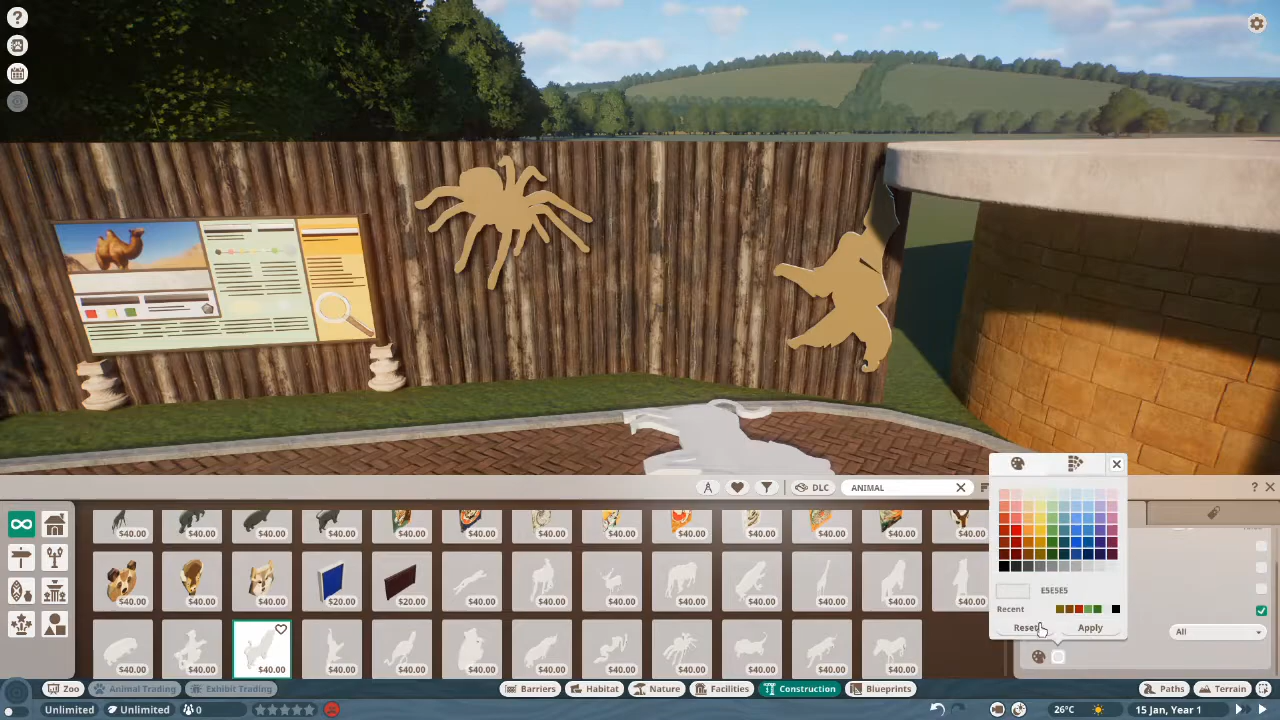 DLC
ANIMAL
?
$40.00 $40.00 $40.00 $40.00 $40.00 $40.00 $40.00 $40.00 $40.00 $40.00 $40.00 $40.00 $40.00
$40.00 $40.00 $40.00 $20.00 $20.00 $40.00 $40.00 $40.00 $40.00 $40.00 $40.00 $40.00 $40.00
$40.00 $40.00 $40.00 $40.00 $40.00 $40.00 $40.00 $40.00 $40.00 $40.00 $40.00 $40.00
E5E5E5
Recent
Reset Apply
All
Zoo Animal Trading Exhibit Trading Barriers Habitat Nature Facilities Construction Blueprints Paths Terrain
Unlimited Unlimited 0 26°C 15 Jan, Year 1